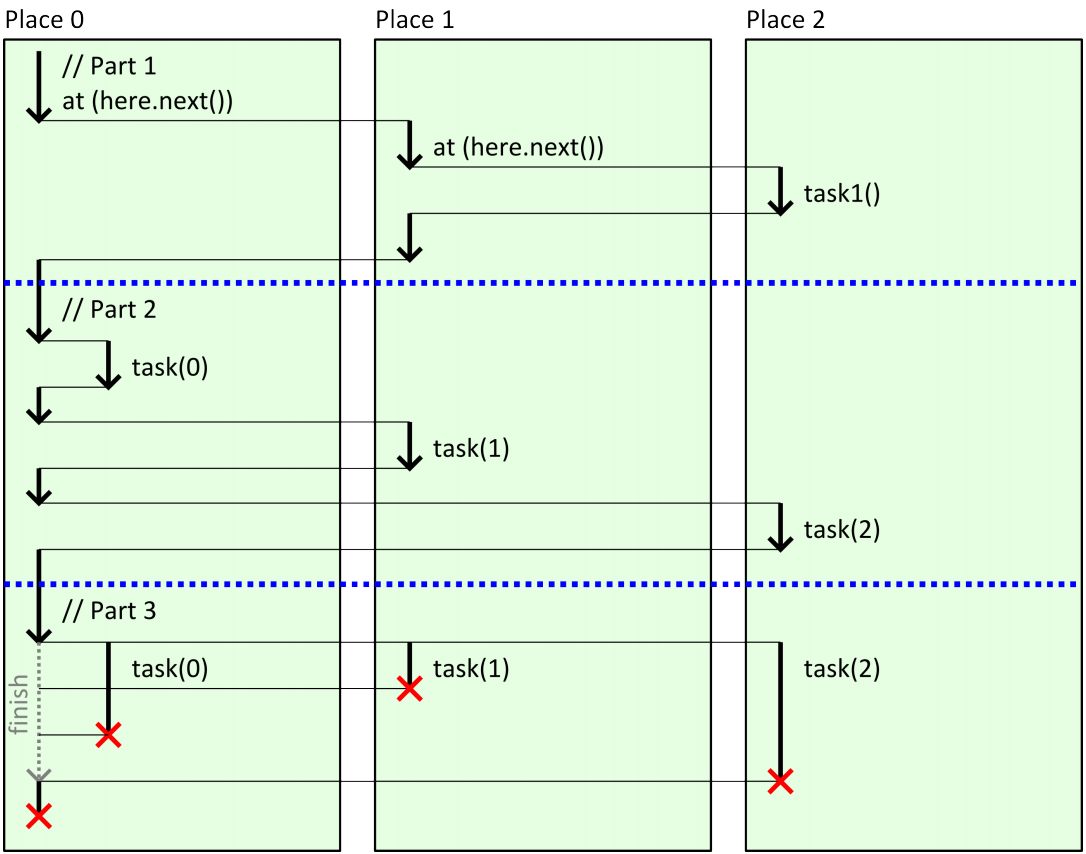 Place 0
Place 1
Place 2
// Part 1
at (here.next())
at (here.next())
task1()
// Part 2
task(0)
task(1)
task(2)
// Part 3
task(0)
task(1)
task(2)
finish